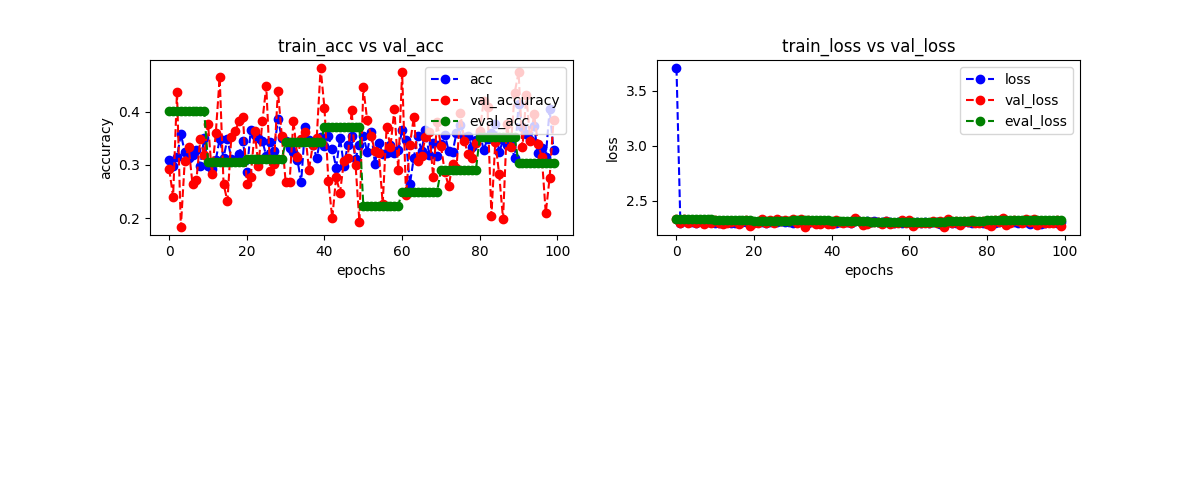 train_acc vs val_acc
accuracy
0.4
0.3
0.2
acc
val_accuracy
eval_acc
0
20
40
60
80
100
epochs
train_loss vs val_loss
loss
3.5
3.0
2.5
loss
val_loss
eval_loss
0
20
40
60
80
100
epochs